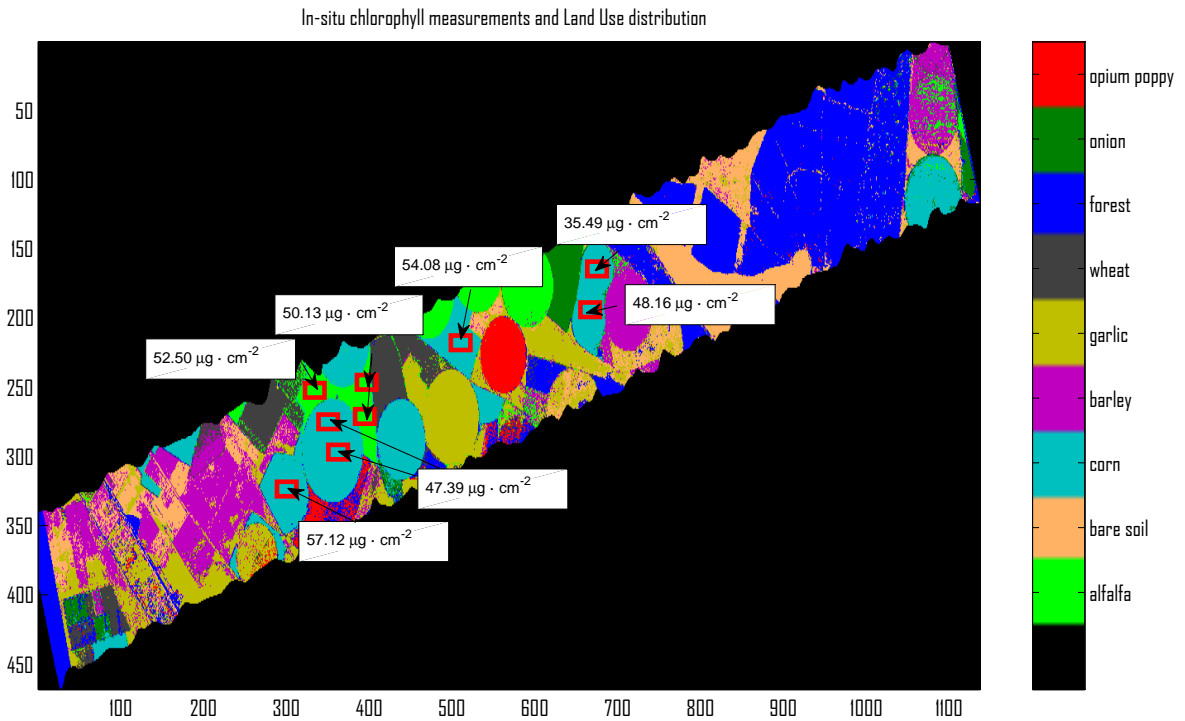 In-situ chlorophyll measurements and Land Use distribution
50
100
150
200
250
300
350
400
450
100
200
300
400
500
600
700
800
900
1000
1100
35.49 μg · cm⁻²
54.08 μg · cm⁻²
48.16 μg · cm⁻²
50.13 μg · cm⁻²
52.50 μg · cm⁻²
47.39 μg · cm⁻²
57.12 μg · cm⁻²
opium poppy
onion
forest
wheat
garlic
barley
corn
bare soil
alfalfa